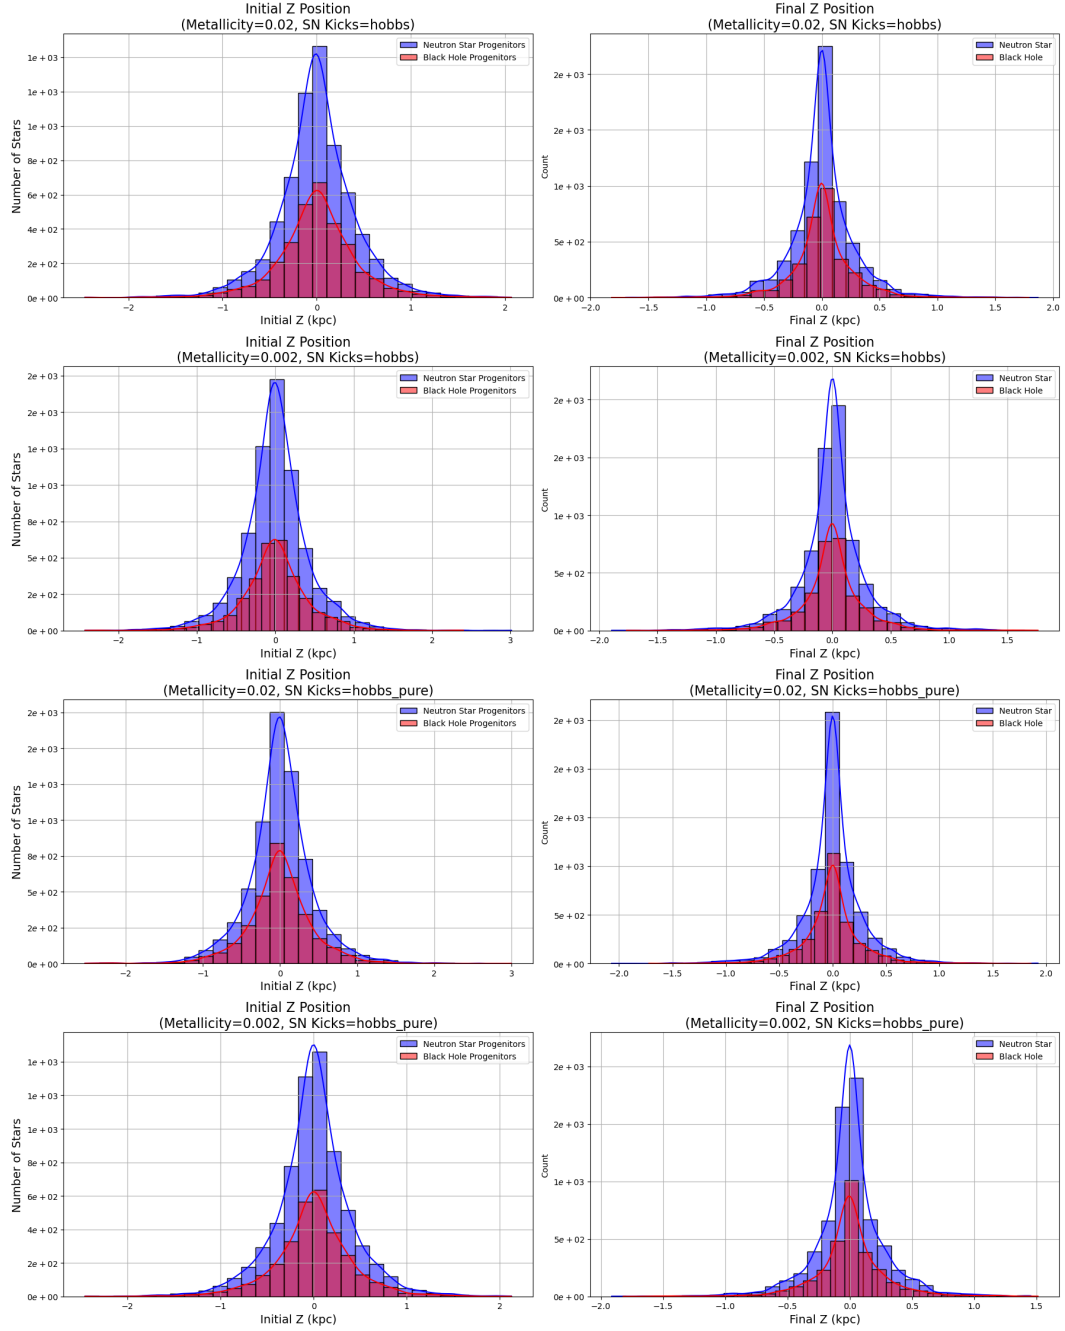 Initial Z Position
(Metallicity=0.02, SN Kicks=hobbs)
Number of Stars
1e + 03
1e + 03
1e + 03
8e + 02
6e + 02
4e + 02
2e + 02
0e + 00
Neutron Star Progenitors
Black Hole Progenitors
−2
−1
0
1
2
Initial Z (kpc)
Final Z Position
(Metallicity=0.02, SN Kicks=hobbs)
Count
2e + 03
2e + 03
1e + 03
5e + 02
0e + 00
Neutron Star
Black Hole
−2.0
−1.5
−1.0
−0.5
0.0
0.5
1.0
1.5
2.0
Final Z (kpc)
Initial Z Position
(Metallicity=0.002, SN Kicks=hobbs)
Number of Stars
2e + 03
2e + 03
1e + 03
1e + 03
8e + 02
5e + 02
2e + 02
0e + 00
Neutron Star Progenitors
Black Hole Progenitors
−2
−1
0
1
2
3
Initial Z (kpc)
Final Z Position
(Metallicity=0.002, SN Kicks=hobbs)
Count
2e + 03
2e + 03
1e + 03
5e + 02
0e + 00
Neutron Star
Black Hole
−2.0
−1.5
−1.0
−0.5
0.0
0.5
1.0
1.5
Final Z (kpc)
Initial Z Position
(Metallicity=0.02, SN Kicks=hobbs_pure)
Number of Stars
2e + 03
2e + 03
1e + 03
1e + 03
8e + 02
5e + 02
2e + 02
0e + 00
Neutron Star Progenitors
Black Hole Progenitors
−2
−1
0
1
2
3
Initial Z (kpc)
Final Z Position
(Metallicity=0.02, SN Kicks=hobbs_pure)
Count
2e + 03
2e + 03
1e + 03
5e + 02
0e + 00
Neutron Star
Black Hole
−2.0
−1.5
−1.0
−0.5
0.0
0.5
1.0
1.5
2.0
Final Z (kpc)
Initial Z Position
(Metallicity=0.002, SN Kicks=hobbs_pure)
Number of Stars
1e + 03
1e + 03
1e + 03
8e + 02
6e + 02
4e + 02
2e + 02
0e + 00
Neutron Star Progenitors
Black Hole Progenitors
−2
−1
0
1
2
Initial Z (kpc)
Final Z Position
(Metallicity=0.002, SN Kicks=hobbs_pure)
Count
2e + 03
2e + 03
1e + 03
5e + 02
0e + 00
Neutron Star
Black Hole
−2.0
−1.5
−1.0
−0.5
0.0
0.5
1.0
1.5
Final Z (kpc)